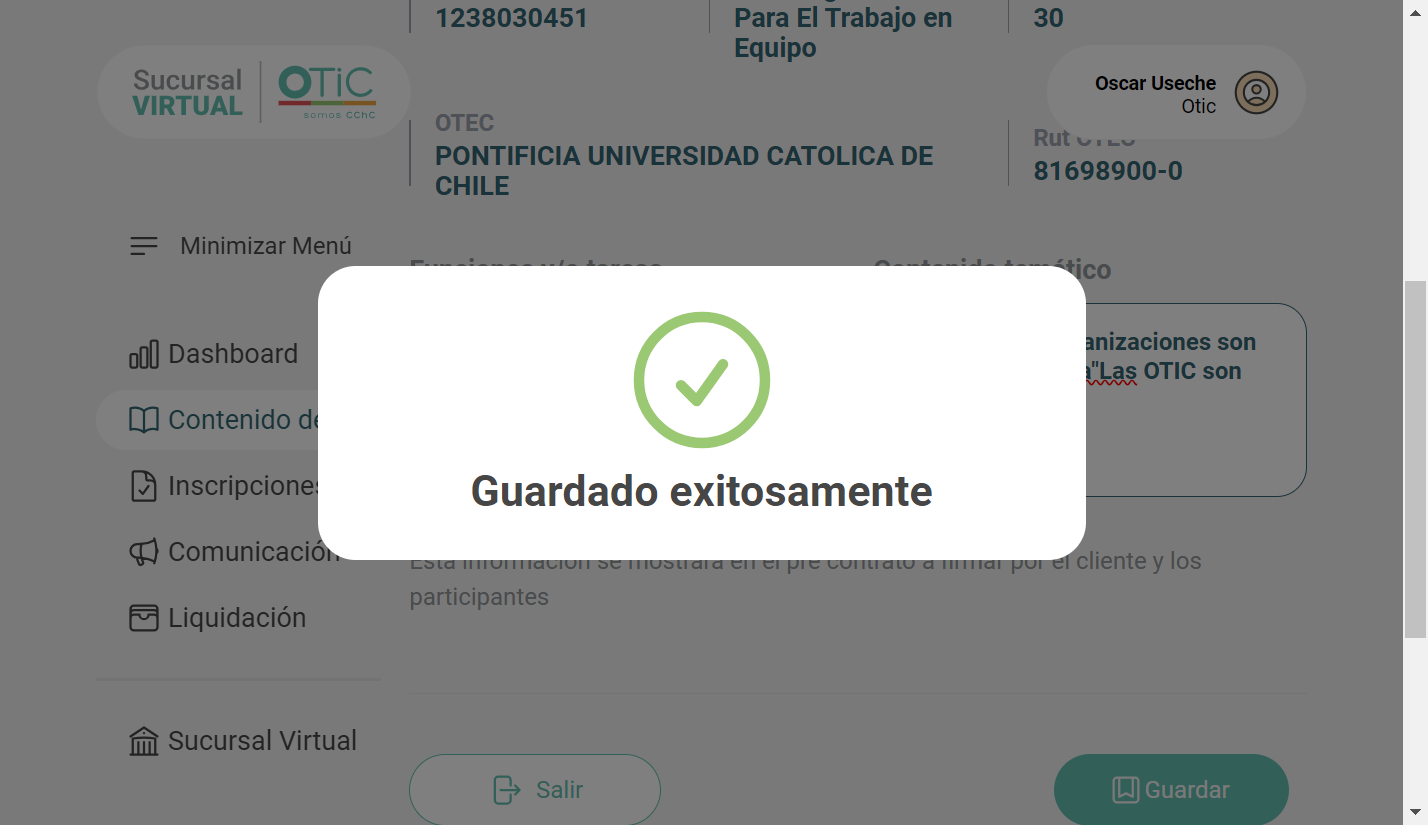 1238030451
Para El Trabajo en
Equipo
30
Sucursal
VIRTUAL
OTiC
somos CChC
Oscar Useche
Otic
OTEC
PONTIFICIA UNIVERSIDAD CATOLICA DE
CHILE
Rut OTEC
81698900-0
Minimizar Menú
Funciones y/o tareas
Contenido temático
Dashboard
Contenido de
Inscripciones
Comunicación
Liquidación
Sucursal Virtual
anizaciones son
a"Las OTIC son
Guardado exitosamente
Esta información se mostrará en el pre contrato a firmar por el cliente y los
participantes
Salir
Guardar